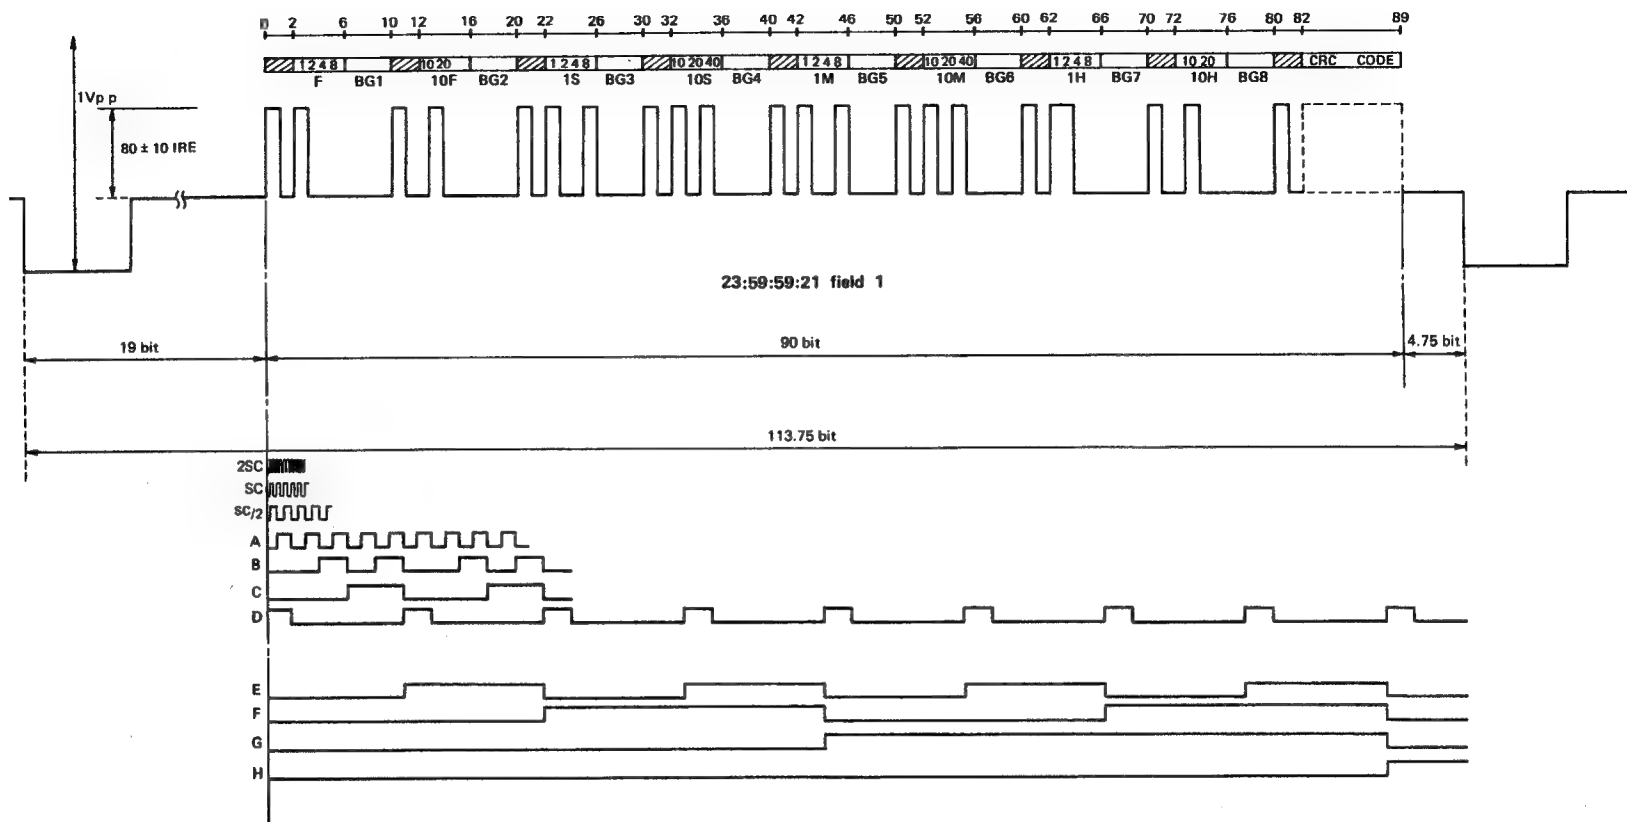 0 2 6 10 12 16 20 22 26 30 32 36 40 42 46 50 52 56 60 62 66 70 72 76 80 82 89
1 2 4 8 10 20 1 2 4 8 10 20 40 1 2 4 8 10 20 40 1 2 4 8 10 20 CRC CODE
F BG1 10F BG2 1S BG3 10S BG4 1M BG5 10M BG6 1H BG7 10H BG8
1Vp p
80 ± 10 IRE
23:59:59:21 field 1
19 bit 90 bit 4.75 bit
113.75 bit
2SC
SC
SC/2
A
B
C
D
E
F
G
H